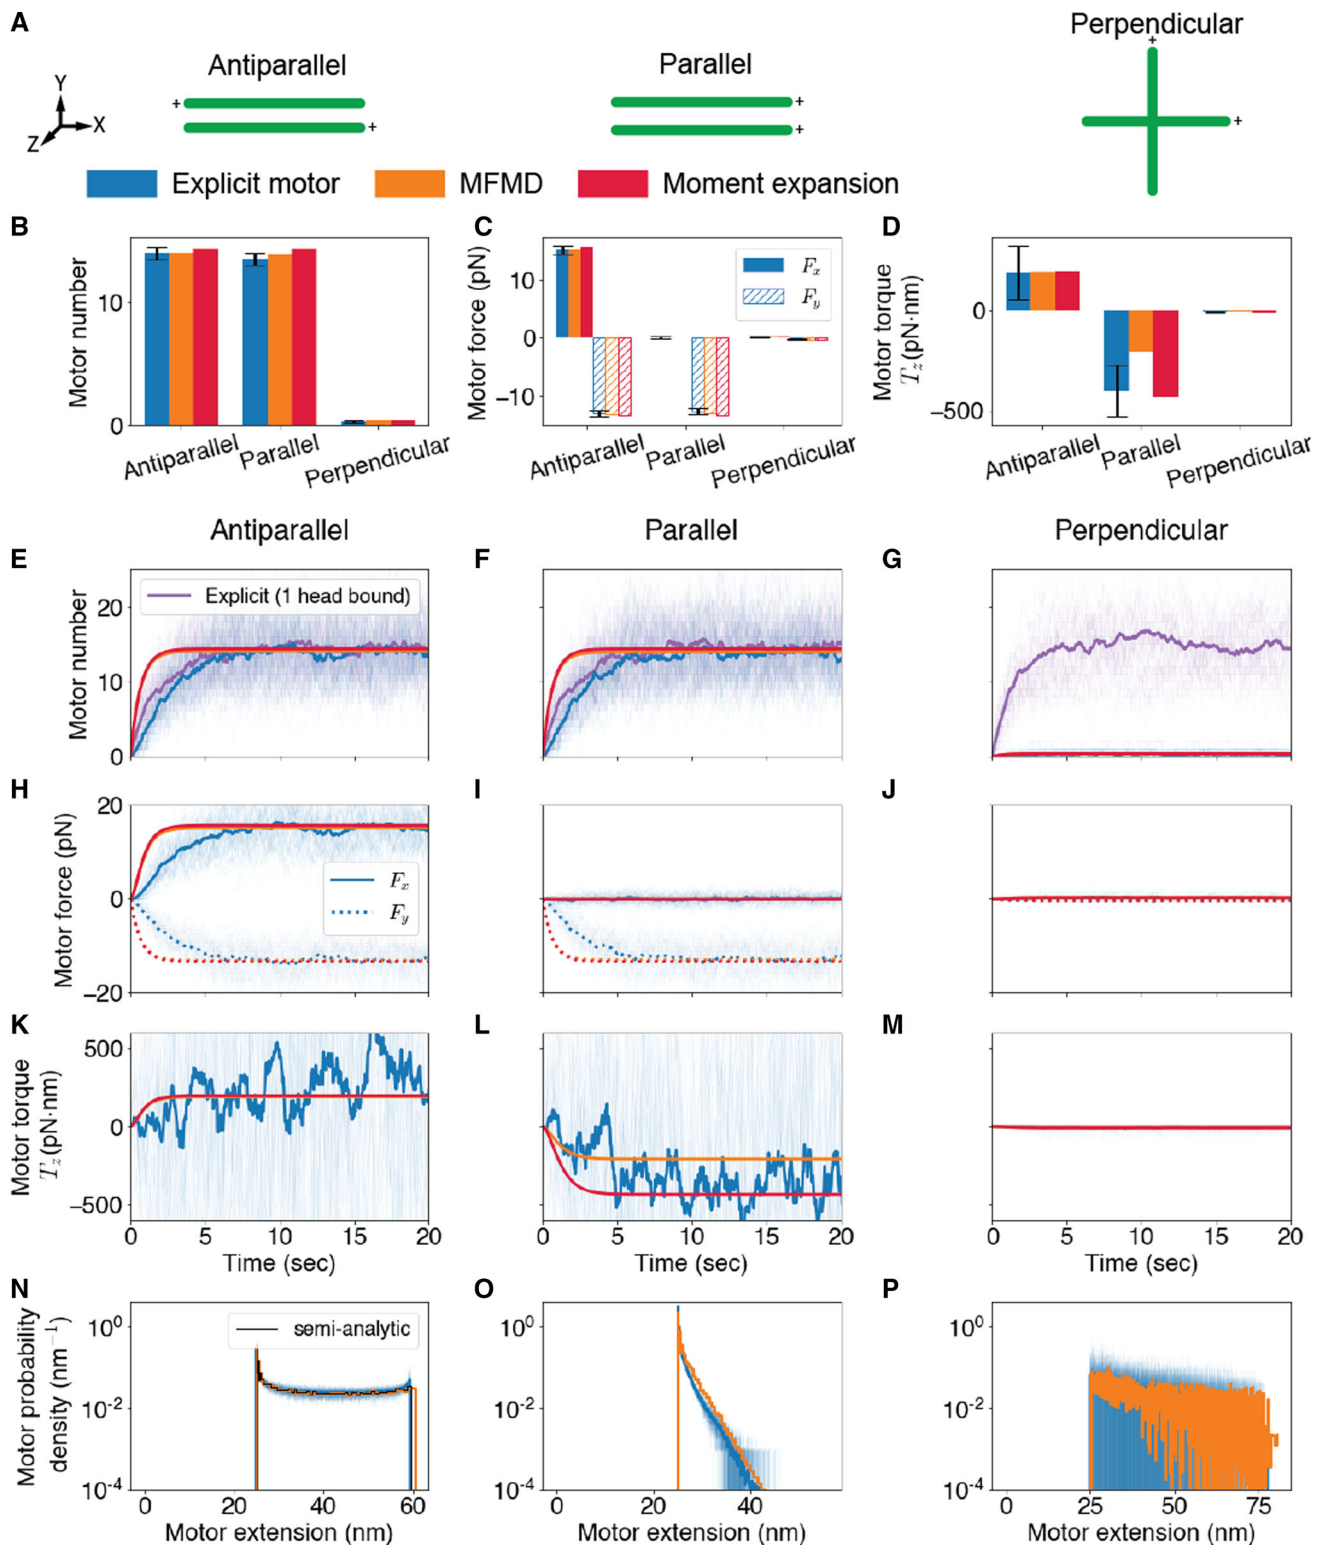 A
Antiparallel
Parallel
Perpendicular
Y
X
Z
+
+
+
+
+
+
Explicit motor
MFMD
Moment expansion
B
Motor number
10
0
Antiparallel
Parallel
Perpendicular
C
Motor force (pN)
10
0
−10
F_x
F_y
Antiparallel
Parallel
Perpendicular
D
Motor torque
T_z(pN·nm)
0
−500
Antiparallel
Parallel
Perpendicular
Antiparallel
Parallel
Perpendicular
E
Motor number
20
10
0
Explicit (1 head bound)
F
G
H
Motor force (pN)
20
0
−20
F_x
F_y
I
J
K
Motor torque
T_z(pN·nm)
500
0
−500
0 5 10 15 20
Time (sec)
L
0 5 10 15 20
Time (sec)
M
0 5 10 15 20
Time (sec)
N
Motor probability
density (nm⁻¹)
10⁰
10⁻²
10⁻⁴
semi-analytic
0 20 40 60
Motor extension (nm)
O
10⁰
10⁻²
10⁻⁴
0 20 40
Motor extension (nm)
P
10⁰
10⁻²
10⁻⁴
0 25 50 75
Motor extension (nm)